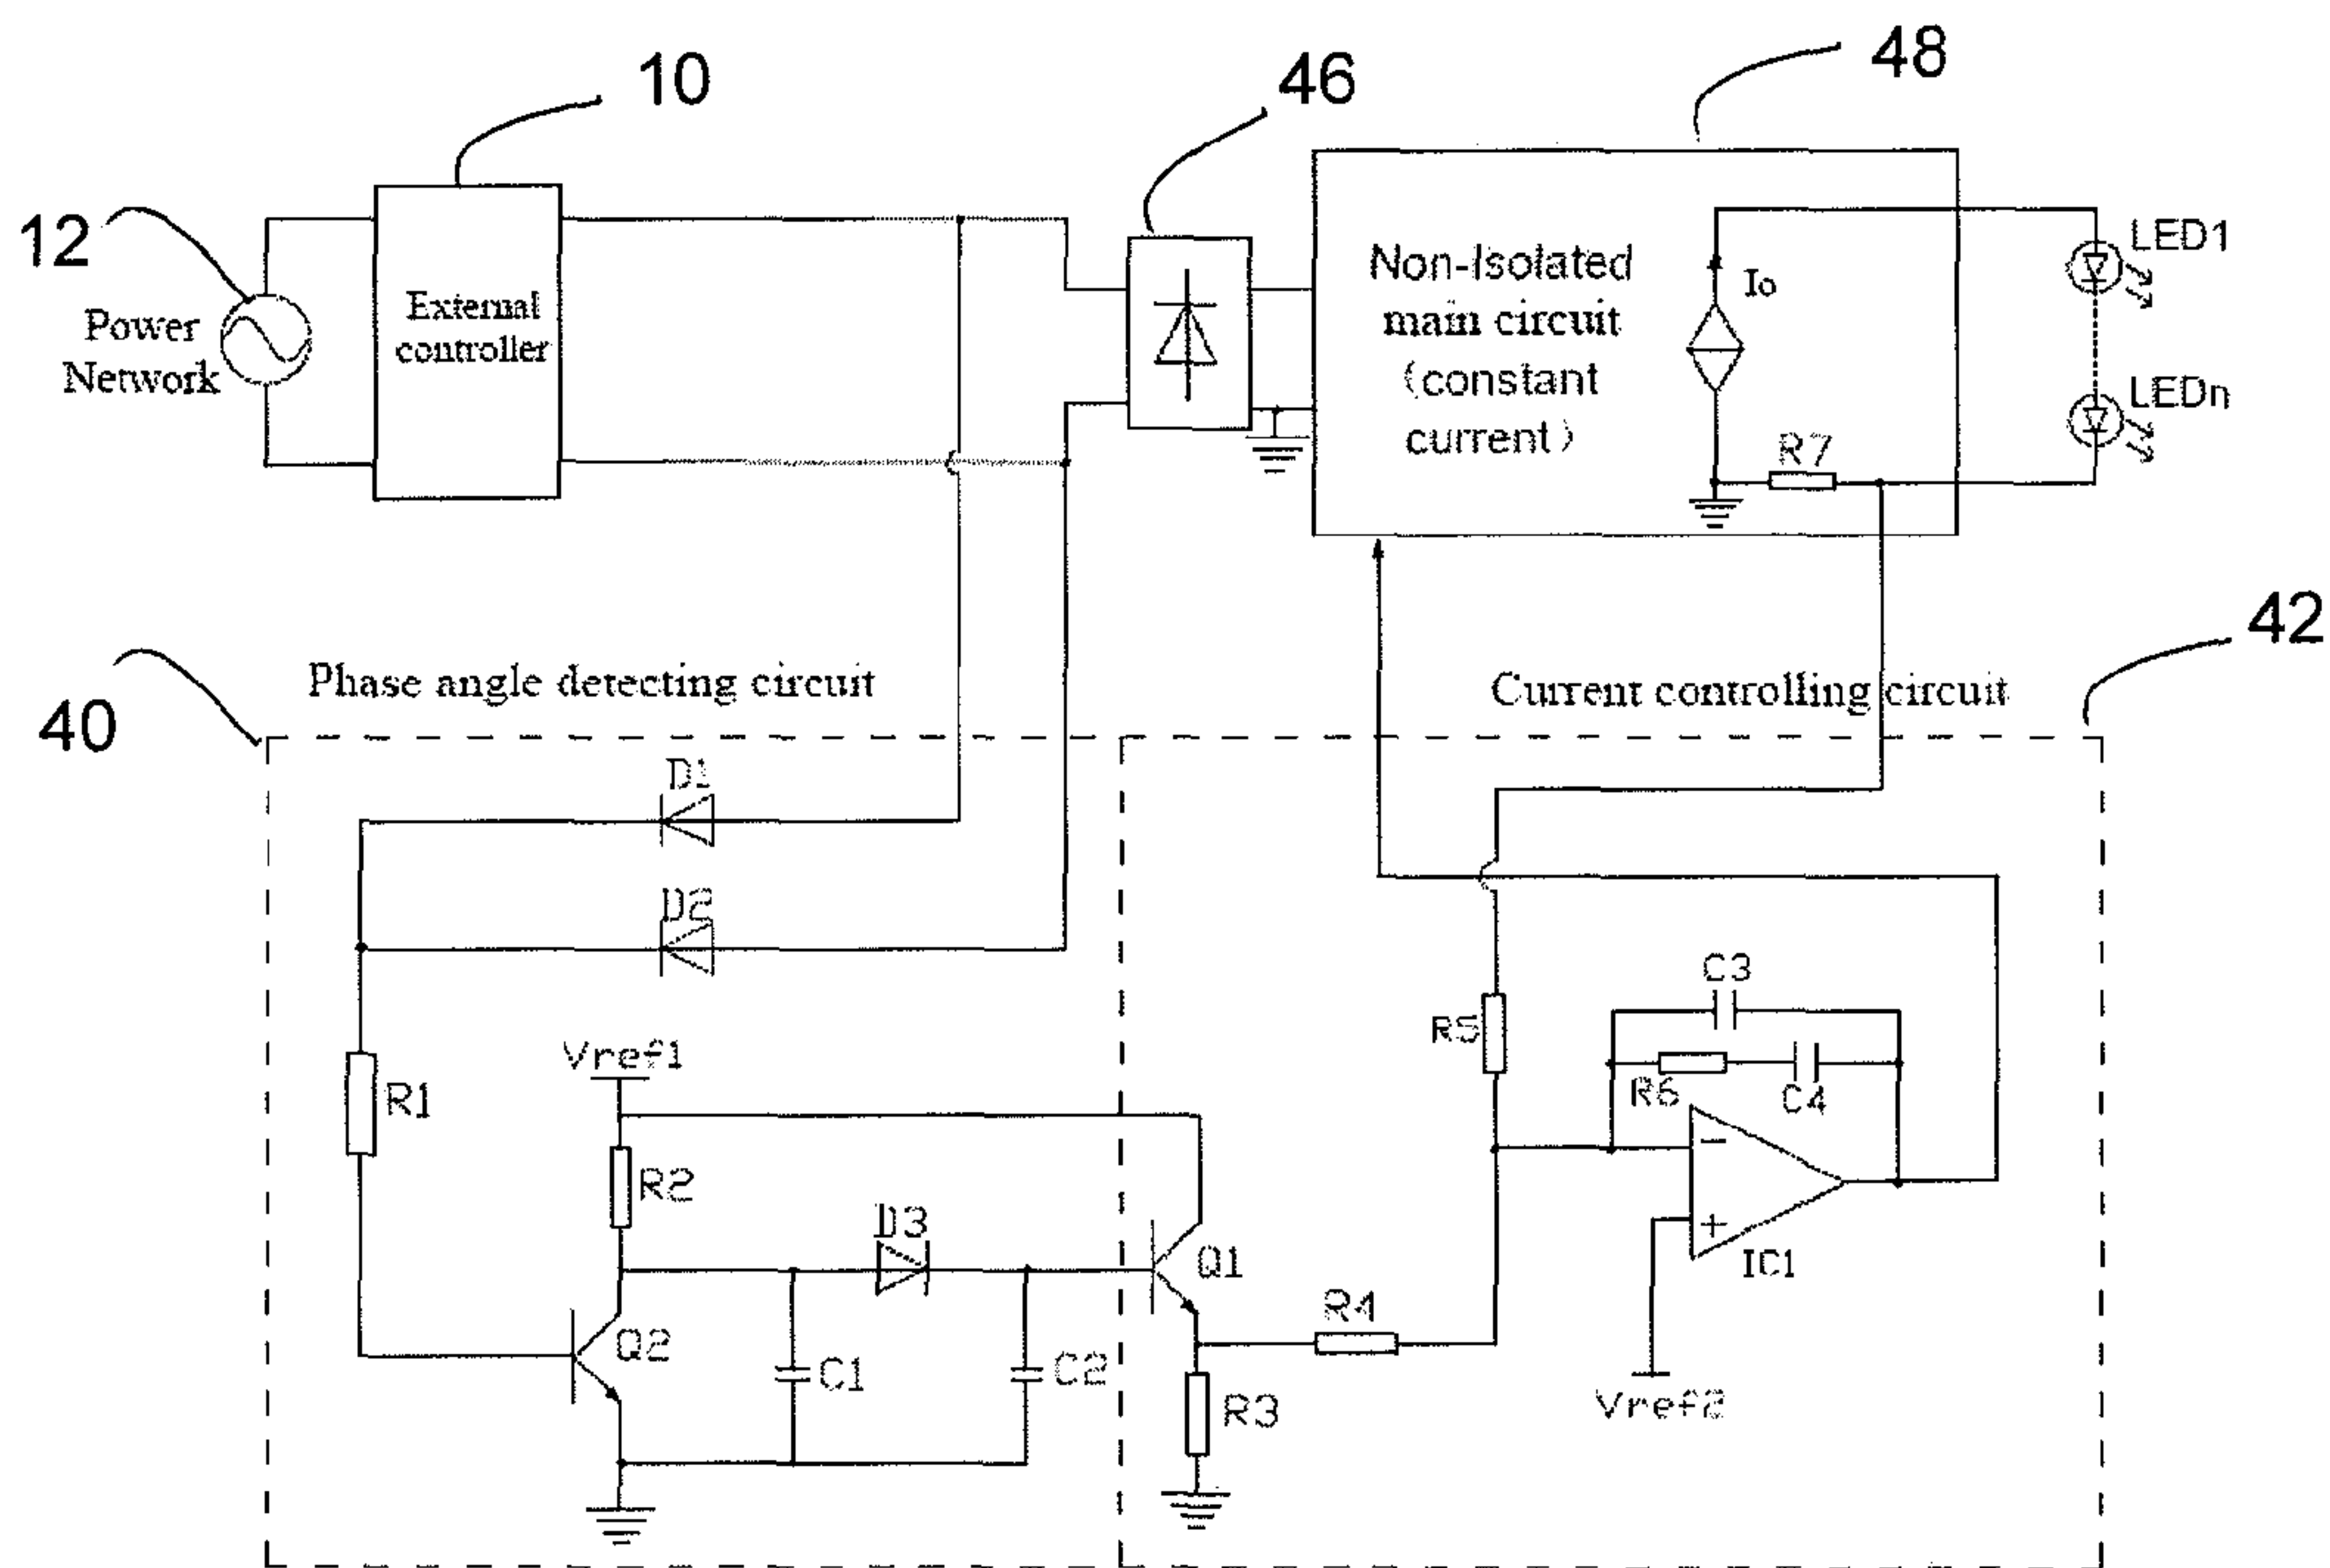 10
46
48
12
Power
Network
External
controller
Non-Isolated
main circuit
(constant
current)
Io
R7
LED1
LEDn
42
Phase angle detecting circuit
Current controlling circuit
40
D1
D2
C3
R5
R6
C4
Vref1
R1
R2
D3
Q1
IC1
R4
Q2
C1
C2
R3
Vref2
-
+